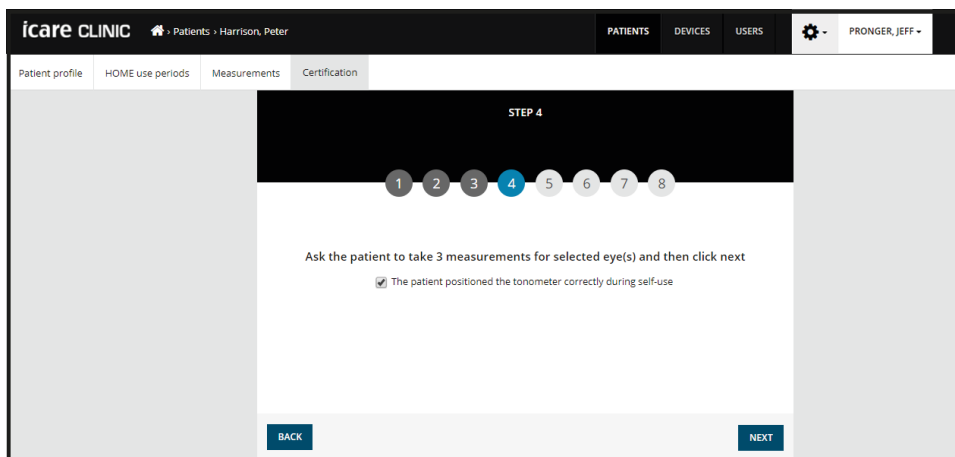 icare CLINIC › Patients › Harrison, Peter PATIENTS DEVICES USERS PRONGER, JEFF
Patient profile HOME use periods Measurements Certification
STEP 4
1 2 3 4 5 6 7 8
Ask the patient to take 3 measurements for selected eye(s) and then click next
The patient positioned the tonometer correctly during self-use
BACK NEXT